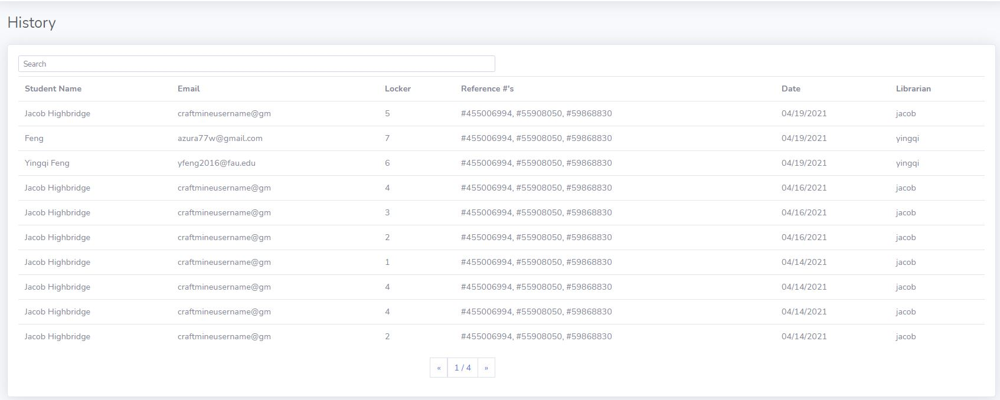 History
Search
Student Name Email Locker Reference #'s Date Librarian
Jacob Highbridge craftmineusername@gm 5 #455006994, #55908050, #59868830 04/19/2021 jacob
Feng azura77w@gmail.com 7 #455006994, #55908050, #59868830 04/19/2021 yingqi
Yingqi Feng yfeng2016@fau.edu 6 #455006994, #55908050, #59868830 04/19/2021 yingqi
Jacob Highbridge craftmineusername@gm 4 #455006994, #55908050, #59868830 04/16/2021 jacob
Jacob Highbridge craftmineusername@gm 3 #455006994, #55908050, #59868830 04/16/2021 jacob
Jacob Highbridge craftmineusername@gm 2 #455006994, #55908050, #59868830 04/16/2021 jacob
Jacob Highbridge craftmineusername@gm 1 #455006994, #55908050, #59868830 04/14/2021 jacob
Jacob Highbridge craftmineusername@gm 4 #455006994, #55908050, #59868830 04/14/2021 jacob
Jacob Highbridge craftmineusername@gm 4 #455006994, #55908050, #59868830 04/14/2021 jacob
Jacob Highbridge craftmineusername@gm 2 #455006994, #55908050, #59868830 04/14/2021 jacob
« 1 / 4 »